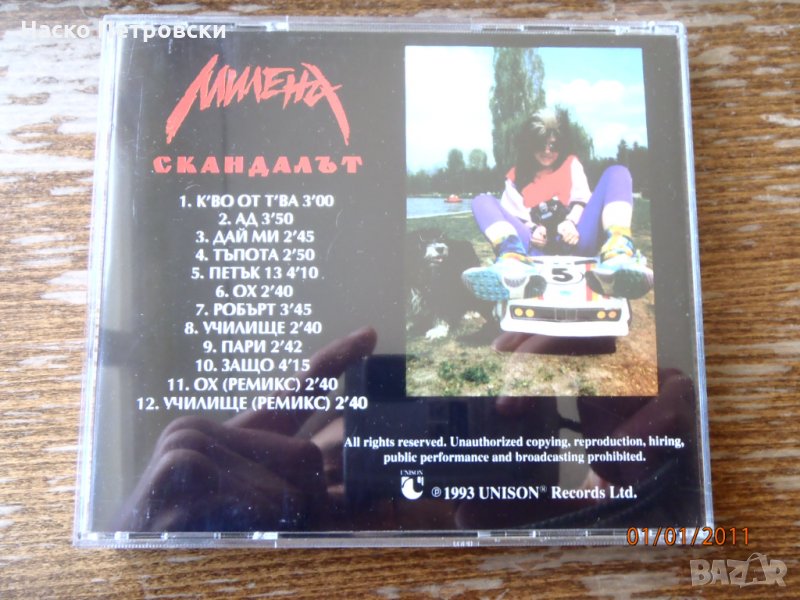 Наско Петровски
МИЛЕНА
СКАНДАЛЪТ
1. К'ВО ОТ Т'ВА 3'00
2. АД 3'50
3. ДАЙ МИ 2'45
4. ТЪПОТА 2'50
5. ПЕТЪК 13 4'10
6. ОХ 2'40
7. РОБЪРТ 3'45
8. УЧИЛИЩЕ 2'40
9. ПАРИ 2'42
10. ЗАЩО 4'15
11. ОХ (РЕМИКС) 2'40
12. УЧИЛИЩЕ (РЕМИКС) 2'40
5
All rights reserved. Unauthorized copying, reproduction, hiring,
public performance and broadcasting prohibited.
UNISON
℗ 1993 UNISON® Records Ltd.
01/01/2011
BAZAR